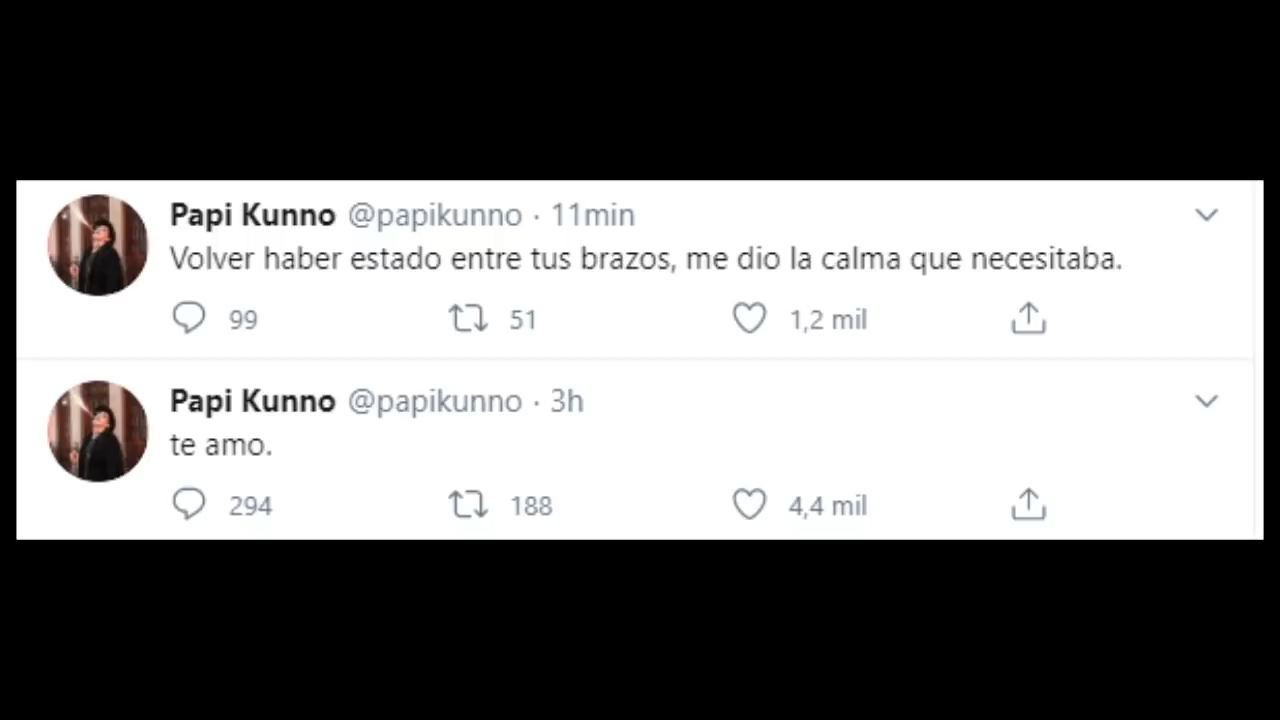 Papi Kunno @papikunno · 11min
Volver haber estado entre tus brazos, me dio la calma que necesitaba.
99 51 1,2 mil
Papi Kunno @papikunno · 3h
te amo.
294 188 4,4 mil